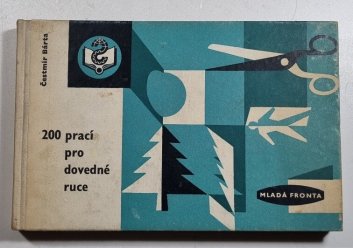 Čestmír Bárta
200 prací
pro
dovedné
ruce
MLADÁ FRONTA